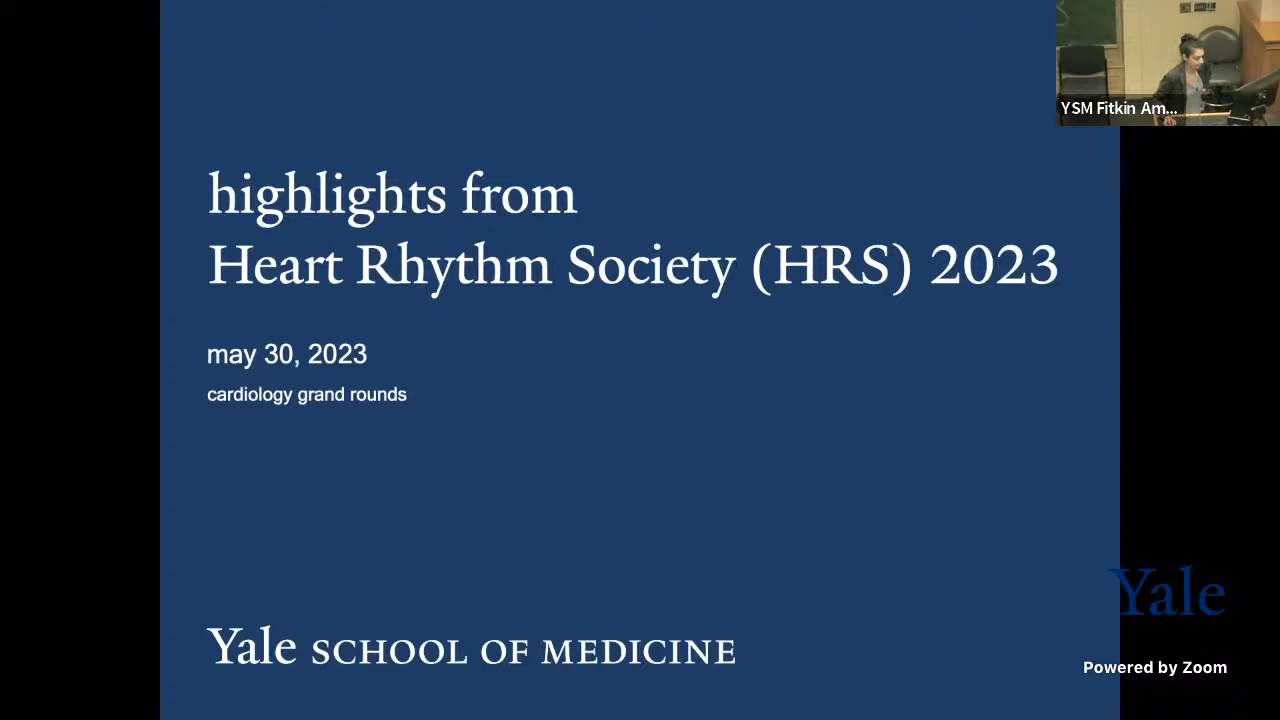 YSM Fitkin Am...
highlights from
Heart Rhythm Society (HRS) 2023
may 30, 2023
cardiology grand rounds
Yale
Yale SCHOOL OF MEDICINE
Powered by Zoom